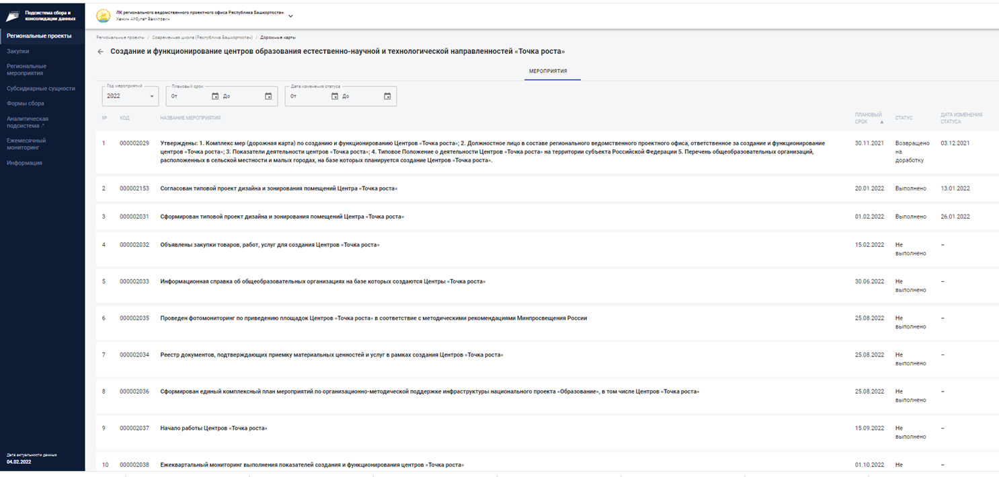 Подсистема сбора и
консолидации данных
Региональные проекты
Закупки
Региональные
мероприятия
Субсидиарные сущности
Формы сбора
Аналитическая
подсистема
Ежемесячный
мониторинг
Информация
Дата актуальности данных
04.02.2022
ЛК регионального ведомственного проектного офиса Республика Башкортостан
Хажин Айбулат Вакилович
Региональные проекты / Современная школа (Республика Башкортостан) / Дорожные карты
Создание и функционирование центров образования естественно-научной и технологической направленностей «Точка роста»
МЕРОПРИЯТИЯ
Год мероприятий Плановый срок Дата изменения статуса
2022 От До От До
№ КОД НАЗВАНИЕ МЕРОПРИЯТИЯ ПЛАНОВЫЙ СРОК СТАТУС ДАТА ИЗМЕНЕНИЯ СТАТУСА
1 000002029 Утверждены: 1. Комплекс мер (дорожная карта) по созданию и функционированию Центров «Точка роста»; 2. Должностное лицо в составе регионального ведомственного проектного офиса, ответственное за создание и функционирование 30.11.2021 Возвращено 03.12.2021
центров «Точка роста»; 3. Показатели деятельности центров «Точка роста»; 4. Типовое Положение о деятельности Центров «Точка роста» на территории субъекта Российской Федерации 5. Перечень общеобразовательных организаций, на
расположенных в сельской местности и малых городах, на базе которых планируется создание Центров «Точка роста». доработку
2 000002153 Согласован типовой проект дизайна и зонирования помещений Центра «Точка роста» 20.01.2022 Выполнено 13.01.2022
3 000002031 Сформирован типовой проект дизайна и зонирования помещений Центра «Точка роста» 01.02.2022 Выполнено 26.01.2022
4 000002032 Объявлены закупки товаров, работ, услуг для создания Центров «Точка роста» 15.02.2022 Не –
выполнено
5 000002033 Информационная справка об общеобразовательных организациях на базе которых создаются Центры «Точка роста» 30.06.2022 Не –
выполнено
6 000002035 Проведен фотомониторинг по приведению площадок Центров «Точка роста» в соответствие с методическими рекомендациями Минпросвещения России 25.08.2022 Не –
выполнено
7 000002034 Реестр документов, подтверждающих приемку материальных ценностей и услуг в рамках создания Центров «Точка роста» 25.08.2022 Не –
выполнено
8 000002036 Сформирован единый комплексный план мероприятий по организационно-методической поддержке инфраструктуры национального проекта «Образование», в том числе Центров «Точка роста» 25.08.2022 Не –
выполнено
9 000002037 Начало работы Центров «Точка роста» 15.09.2022 Не –
выполнено
10 000002038 Ежеквартальный мониторинг выполнения показателей создания и функционирования центров «Точка роста» 01.10.2022 Не –